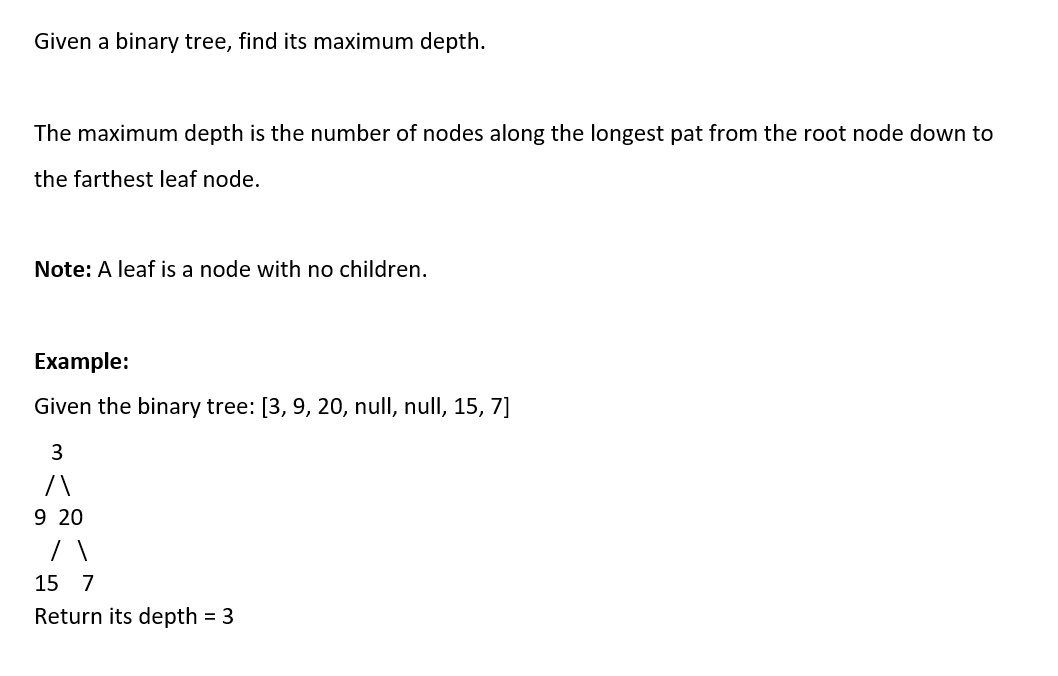 Given a binary tree, find its maximum depth.
The maximum depth is the number of nodes along the longest pat from the root node down to
the farthest leaf node.
Note: A leaf is a node with no children.
Example:
Given the binary tree: [3, 9, 20, null, null, 15, 7]
3
/ \
9 20
/ \
15 7
Return its depth = 3